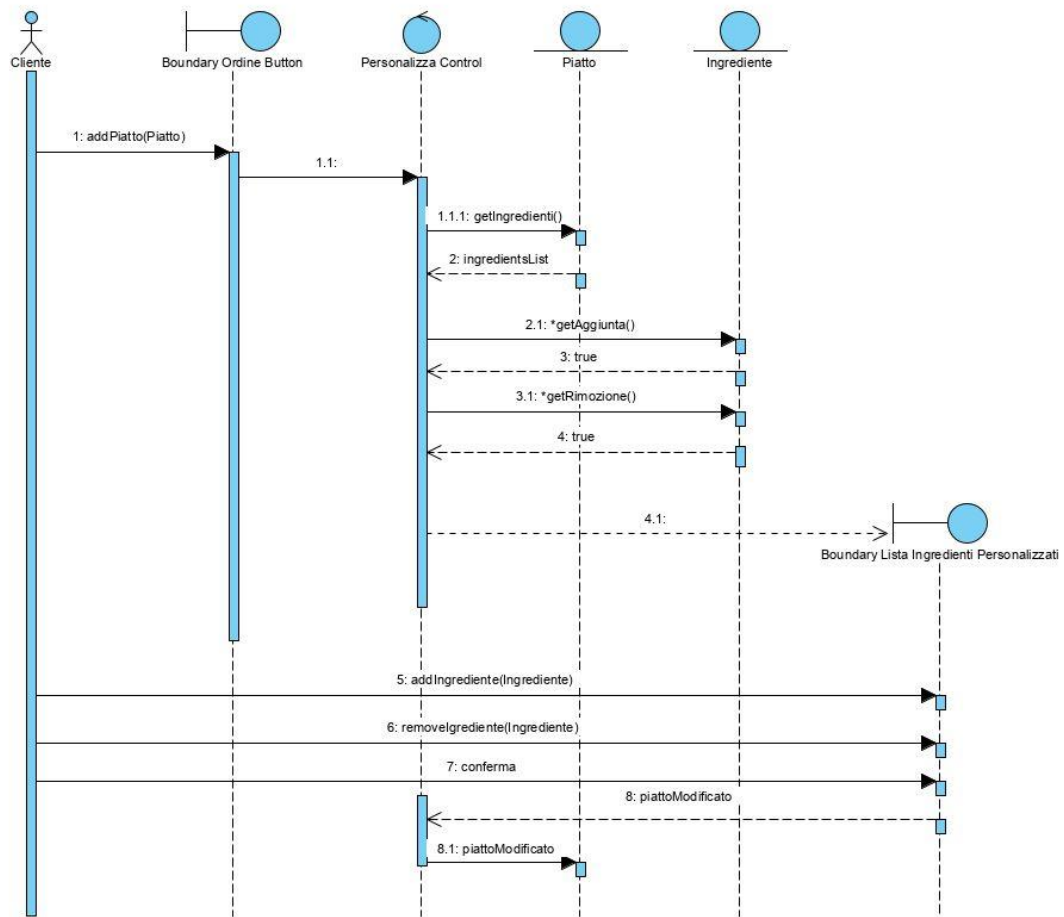 Cliente
Boundary Ordine Button
Personalizza Control
Piatto
Ingrediente
1: addPiatto(Piatto)
1.1:
1.1.1: getIngredienti()
2: ingredientsList
2.1: *getAggiunta()
3: true
3.1: *getRimozione()
4: true
4.1:
Boundary Lista Ingredienti Personalizzati
5: addIngrediente(Ingrediente)
6: removeIgrediente(Ingrediente)
7: conferma
8: piattoModificato
8.1: piattoModificato